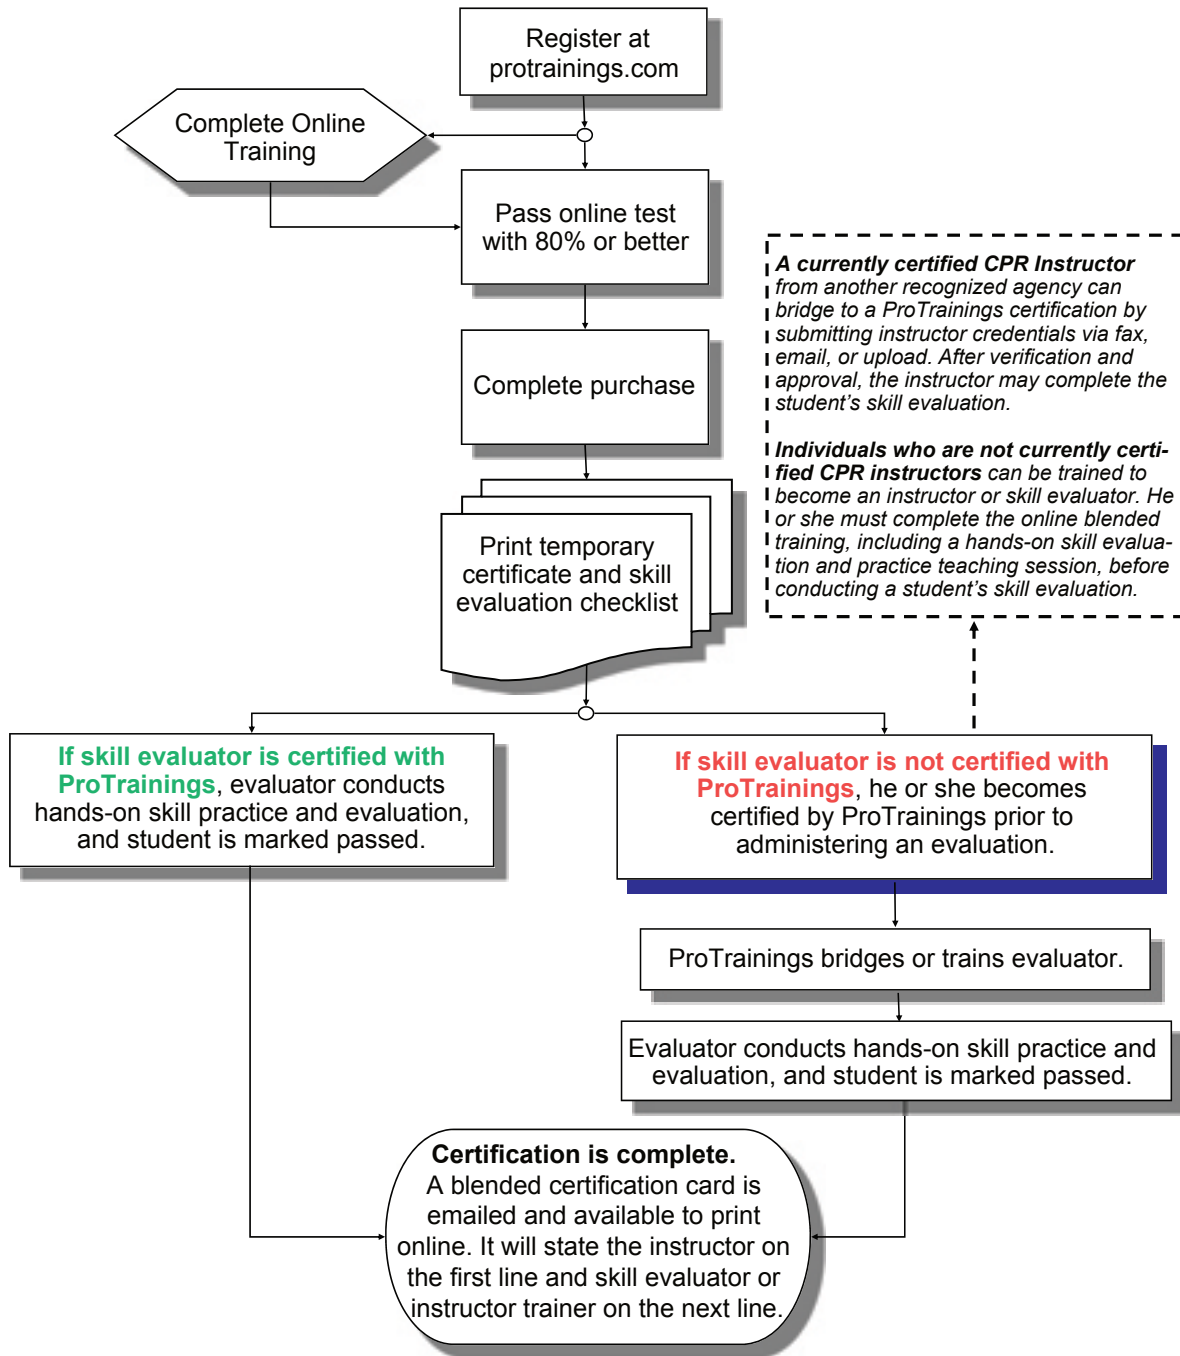 Register at
protrainings.com
Complete Online
Training
Pass online test
with 80% or better
Complete purchase
Print temporary
certificate and skill
evaluation checklist
A currently certified CPR Instructor
from another recognized agency can
bridge to a ProTrainings certification by
submitting instructor credentials via fax,
email, or upload. After verification and
approval, the instructor may complete the
student’s skill evaluation.
Individuals who are not currently certi-
fied CPR instructors can be trained to
become an instructor or skill evaluator. He
or she must complete the online blended
training, including a hands-on skill evalua-
tion and practice teaching session, before
conducting a student’s skill evaluation.
If skill evaluator is certified with
ProTrainings, evaluator conducts
hands-on skill practice and evaluation,
and student is marked passed.
If skill evaluator is not certified with
ProTrainings, he or she becomes
certified by ProTrainings prior to
administering an evaluation.
ProTrainings bridges or trains evaluator.
Evaluator conducts hands-on skill practice and
evaluation, and student is marked passed.
Certification is complete.
A blended certification card is
emailed and available to print
online. It will state the instructor on
the first line and skill evaluator or
instructor trainer on the next line.